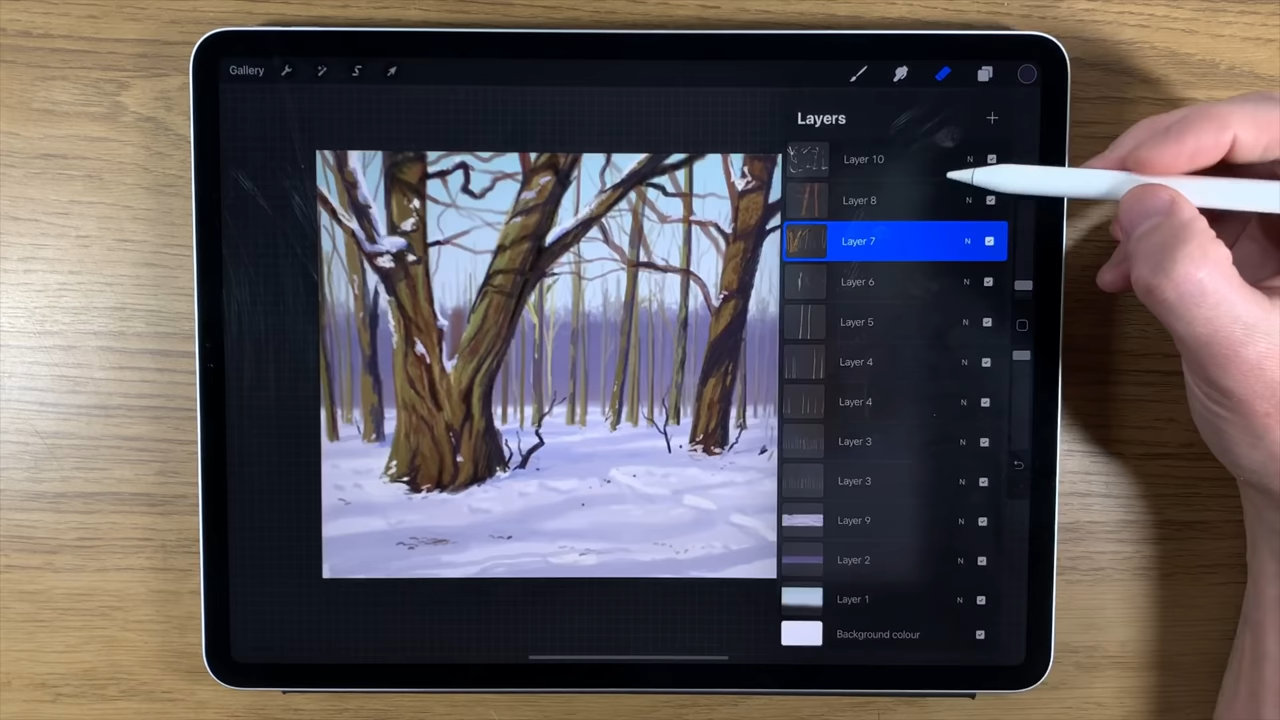 Gallery
Layers
Layer 10 N
Layer 8 N
Layer 7 N
Layer 6 N
Layer 5 N
Layer 4 N
Layer 4 N
Layer 3 N
Layer 3 N
Layer 9 N
Layer 2 N
Layer 1 N
Background colour